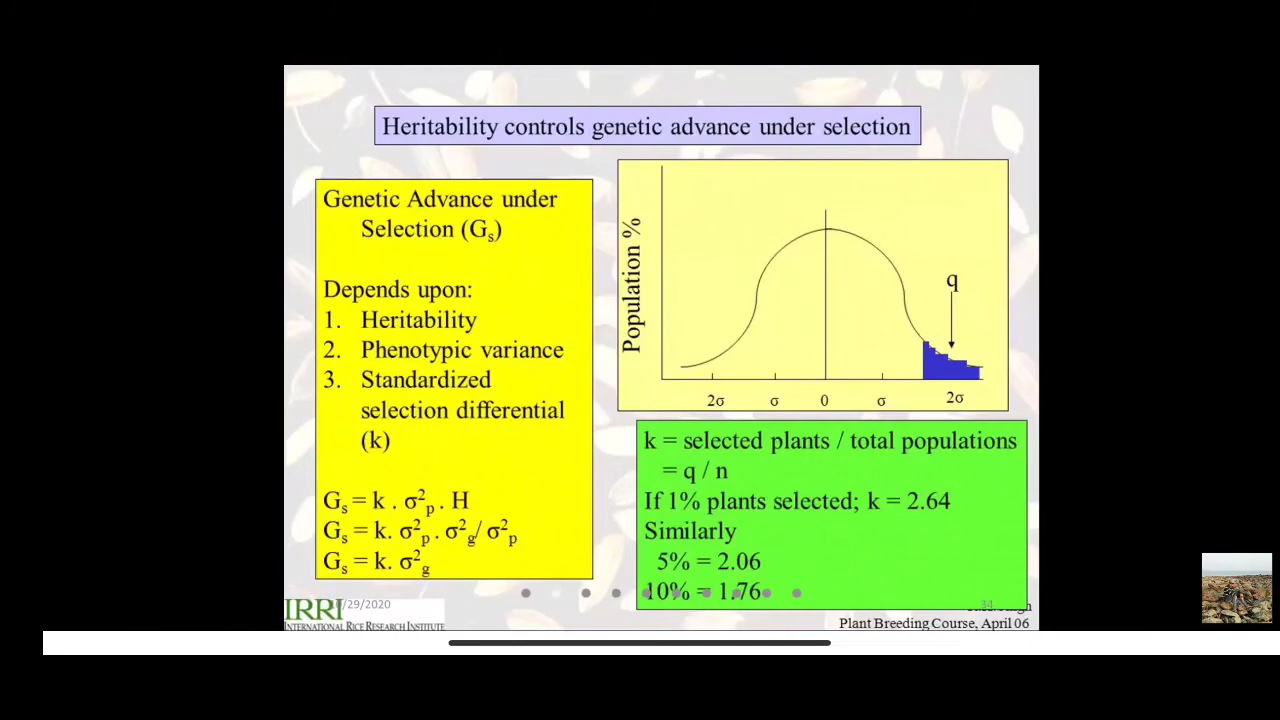 Heritability controls genetic advance under selection
Genetic Advance under
Selection (Gₛ)
Depends upon:
1. Heritability
2. Phenotypic variance
3. Standardized
selection differential
(k)
Gₛ = k . σ²ₚ . H
Gₛ = k. σ²ₚ . σ²g/ σ²ₚ
Gₛ = k. σ²g
Population %
q
2σ σ 0 σ 2σ
k = selected plants / total populations
= q / n
If 1% plants selected; k = 2.64
Similarly
5% = 2.06
10% = 1.76
/29/2020
34
IRRI
INTERNATIONAL RICE RESEARCH INSTITUTE
Plant Breeding Course, April 06